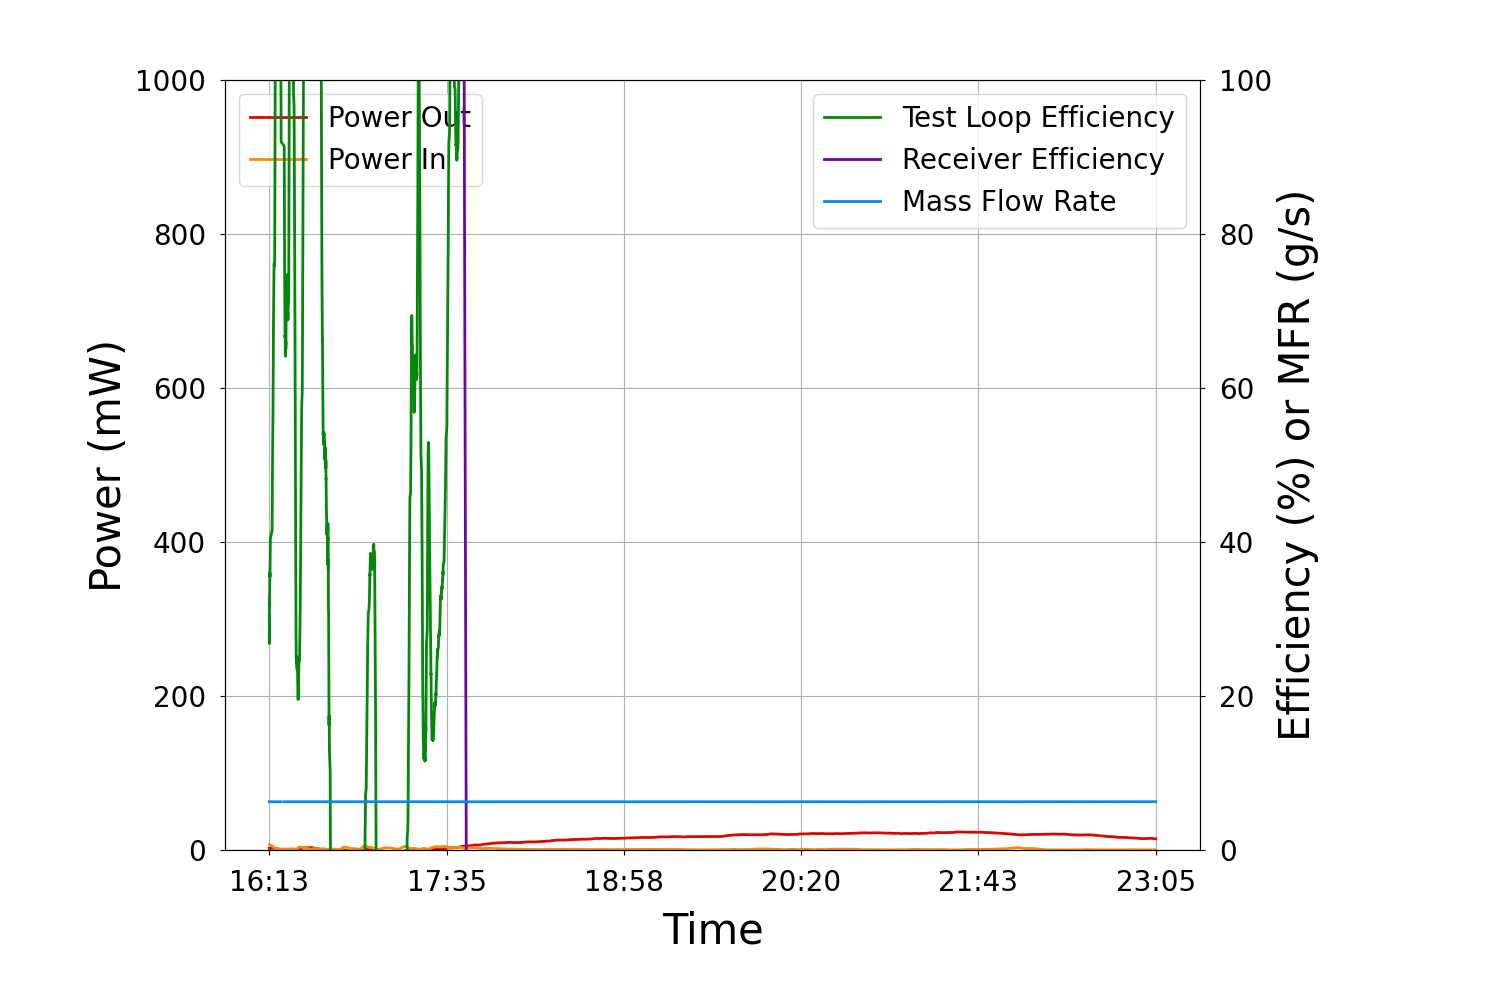 1000
800
600
400
200
0
Power (mW)
Power Out
Power In
Test Loop Efficiency
Receiver Efficiency
Mass Flow Rate
100
80
60
40
20
0
Efficiency (%) or MFR (g/s)
16:13
17:35
18:58
20:20
21:43
23:05
Time